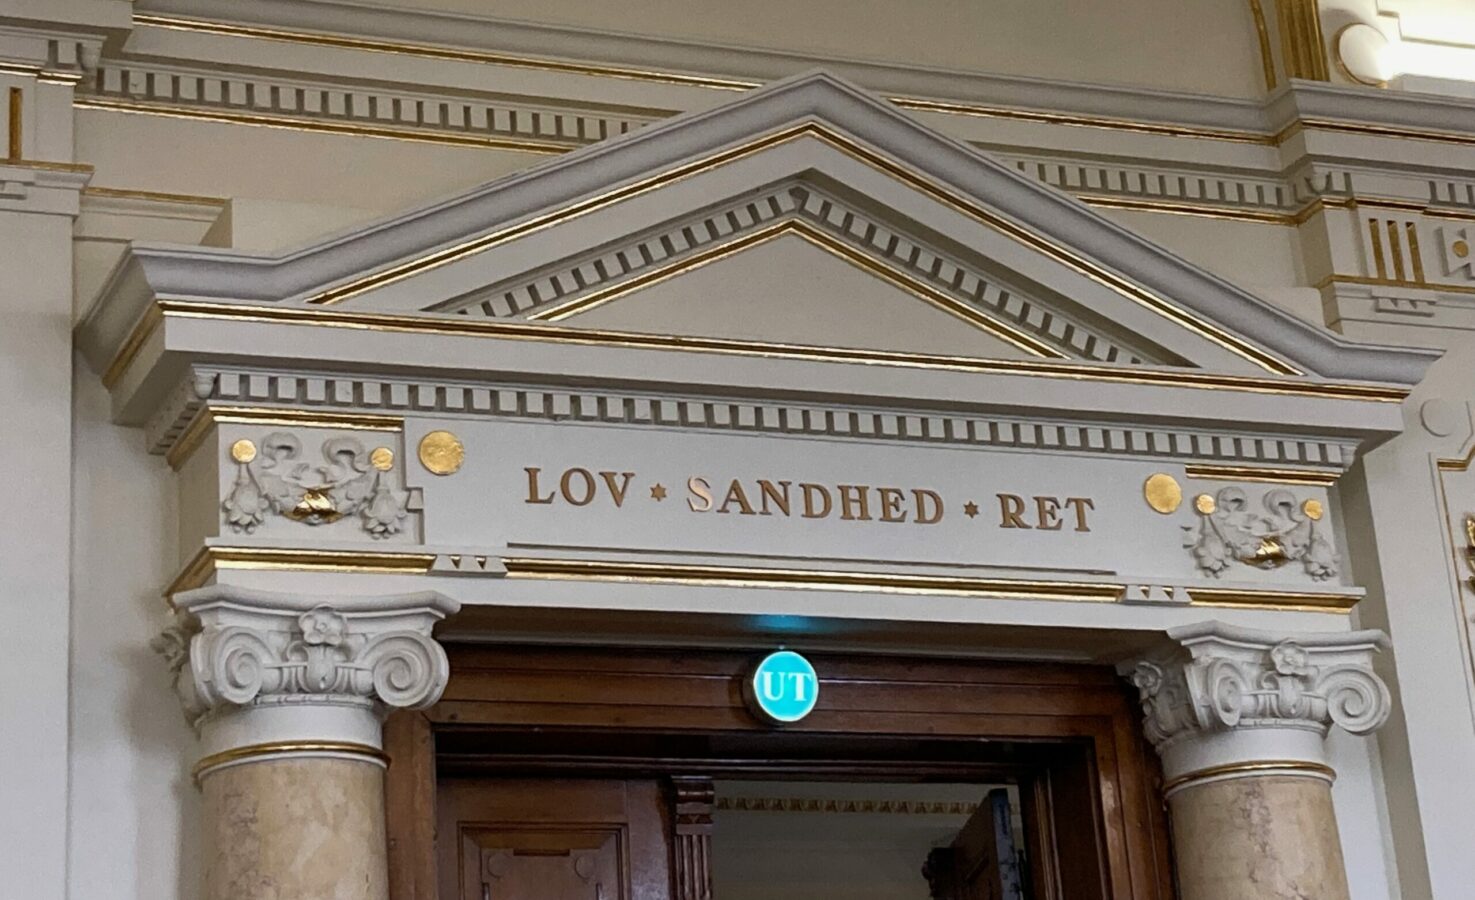 LOV ⋆ SANDHED ⋆ RET
UT